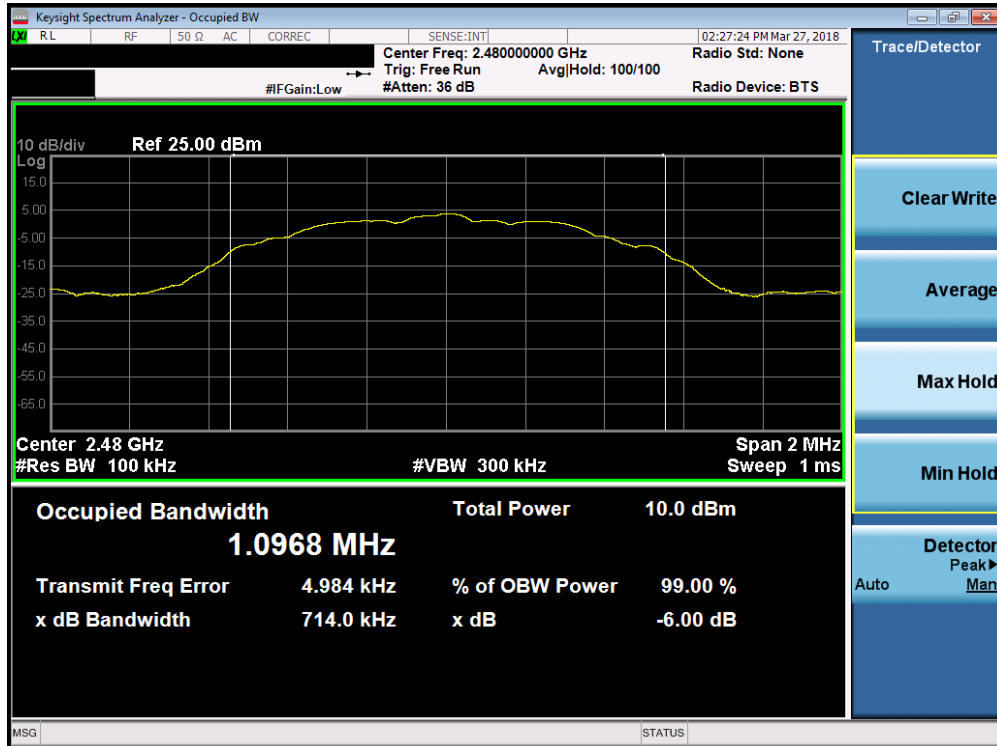 Keysight Spectrum Analyzer - Occupied BW
LXI RL RF 50 Ω AC CORREC SENSE:INT 02:27:24 PM Mar 27, 2018
Center Freq: 2.480000000 GHz Radio Std: None
Trig: Free Run Avg|Hold: 100/100
#IFGain:Low #Atten: 36 dB Radio Device: BTS
10 dB/div Ref 25.00 dBm
Log
15.0
5.00
-5.00
-15.0
-25.0
-35.0
-45.0
-55.0
-65.0
Center 2.48 GHz Span 2 MHz
#Res BW 100 kHz #VBW 300 kHz Sweep 1 ms
Occupied Bandwidth Total Power 10.0 dBm
1.0968 MHz
Transmit Freq Error 4.984 kHz % of OBW Power 99.00 %
x dB Bandwidth 714.0 kHz x dB -6.00 dB
MSG STATUS
Trace/Detector
Clear Write
Average
Max Hold
Min Hold
Detector
Peak▶
Auto Man